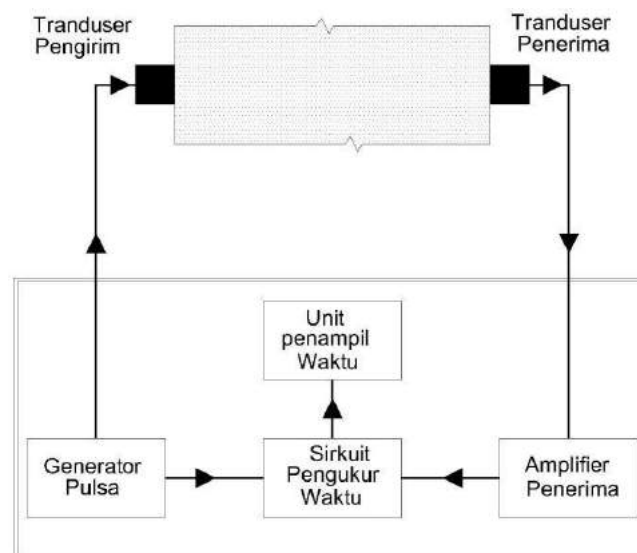 Tranduser
Pengirim
Tranduser
Penerima
Unit
penampil
Waktu
Generator
Pulsa
Sirkuit
Pengukur
Waktu
Amplifier
Penerima